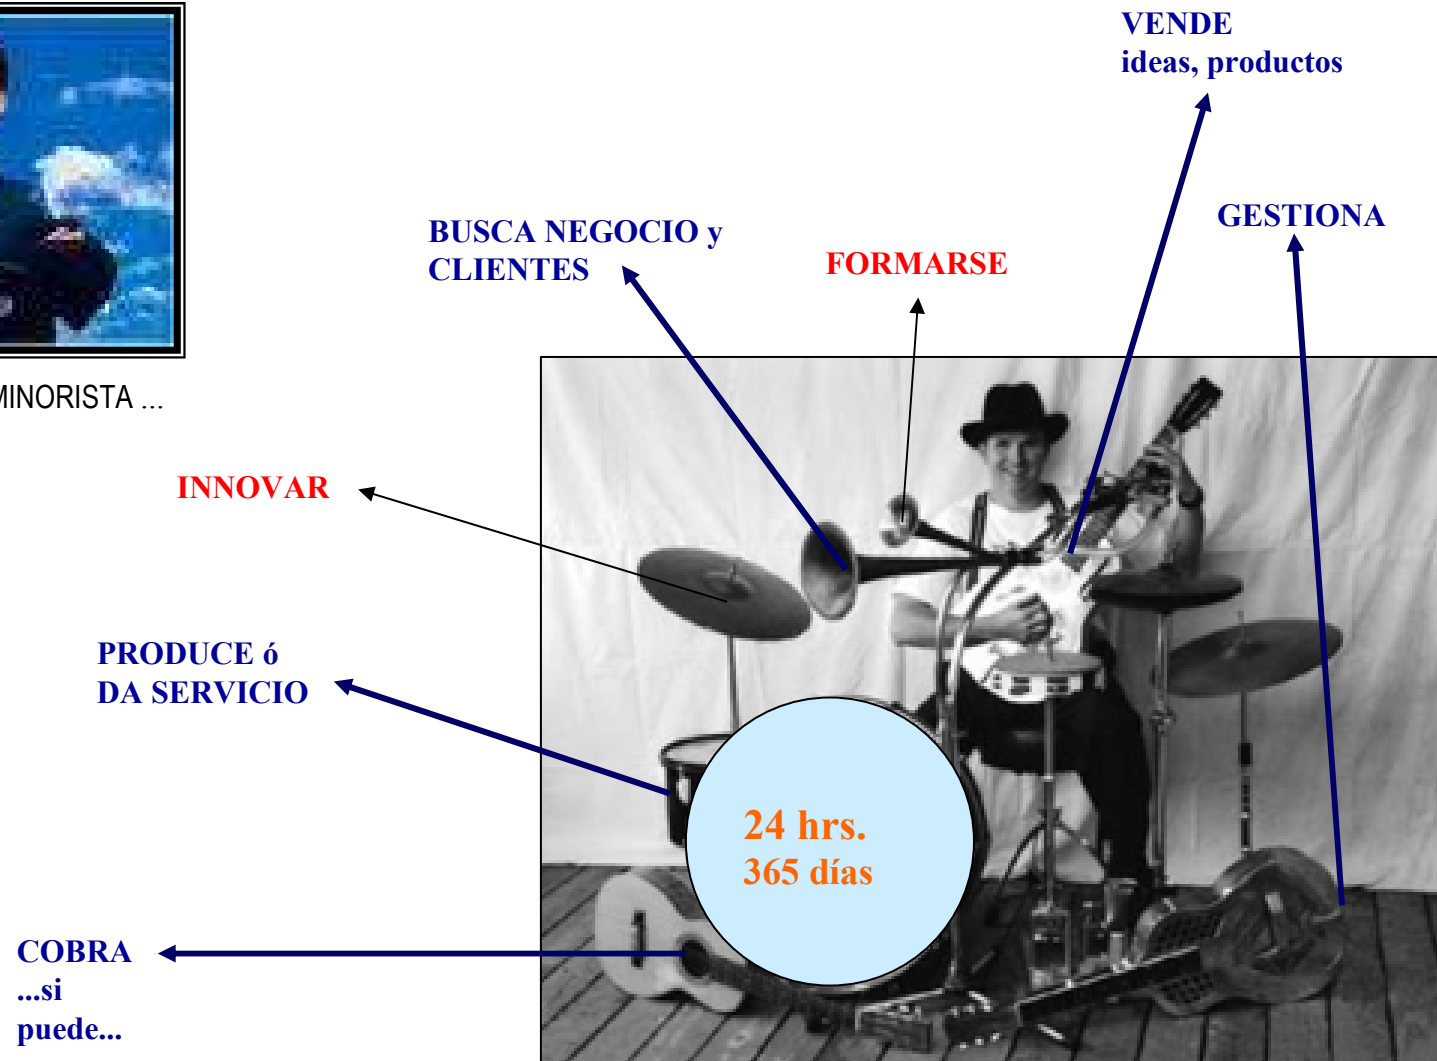 VENDE
ideas, productos
GESTIONA
BUSCA NEGOCIO y
CLIENTES
FORMARSE
MINORISTA ...
INNOVAR
PRODUCE ó
DA SERVICIO
24 hrs.
365 días
COBRA
...si
puede...